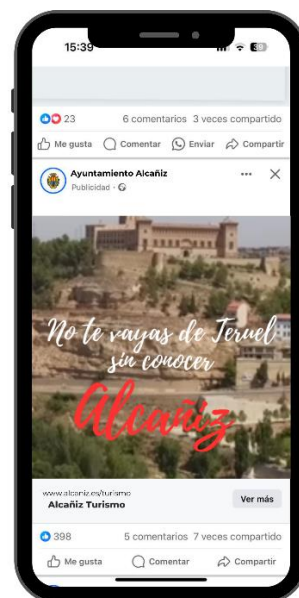 15:39
23 6 comentarios 3 veces compartido
Me gusta Comentar Enviar Compartir
Ayuntamiento Alcañiz
Publicidad
No te vayas de Teruel
sin conocer
Alcañiz
www.alcaniz.es/turismo
Alcañiz Turismo
Ver más
398 5 comentarios 7 veces compartido
Me gusta Comentar Compartir